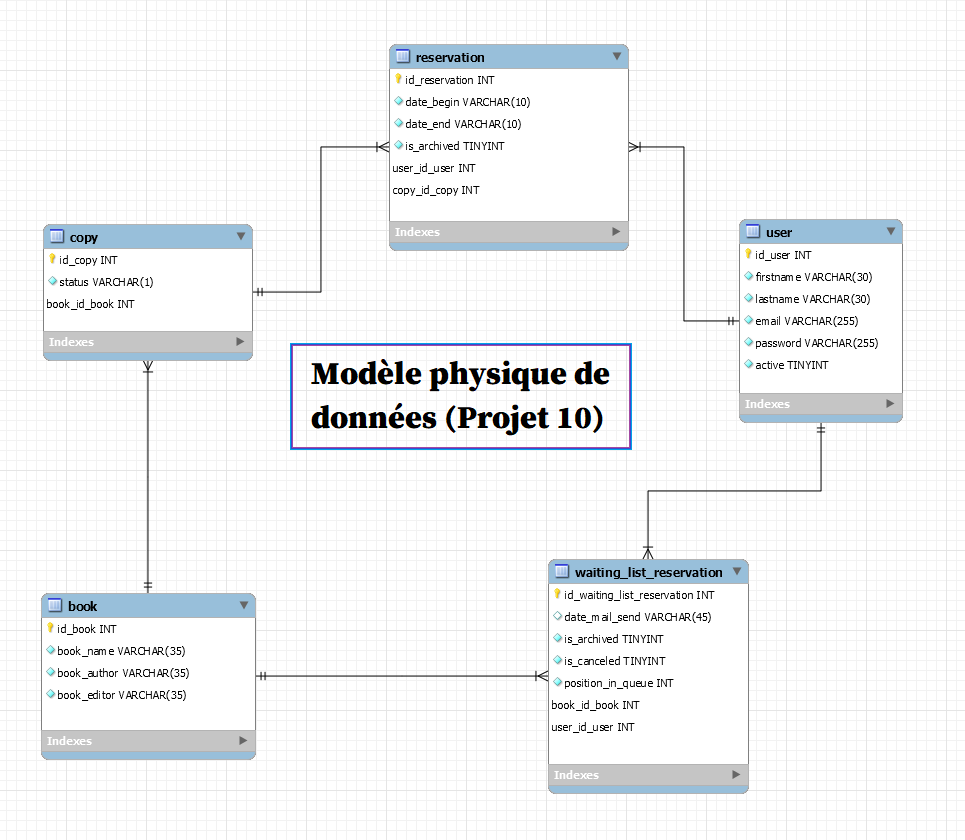 reservation
id_reservation INT
date_begin VARCHAR(10)
date_end VARCHAR(10)
is_archived TINYINT
user_id_user INT
copy_id_copy INT
Indexes
copy
id_copy INT
status VARCHAR(1)
book_id_book INT
Indexes
user
id_user INT
firstname VARCHAR(30)
lastname VARCHAR(30)
email VARCHAR(255)
password VARCHAR(255)
active TINYINT
Indexes
Modèle physique de
données (Projet 10)
book
id_book INT
book_name VARCHAR(35)
book_author VARCHAR(35)
book_editor VARCHAR(35)
Indexes
waiting_list_reservation
id_waiting_list_reservation INT
date_mail_send VARCHAR(45)
is_archived TINYINT
is_canceled TINYINT
position_in_queue INT
book_id_book INT
user_id_user INT
Indexes